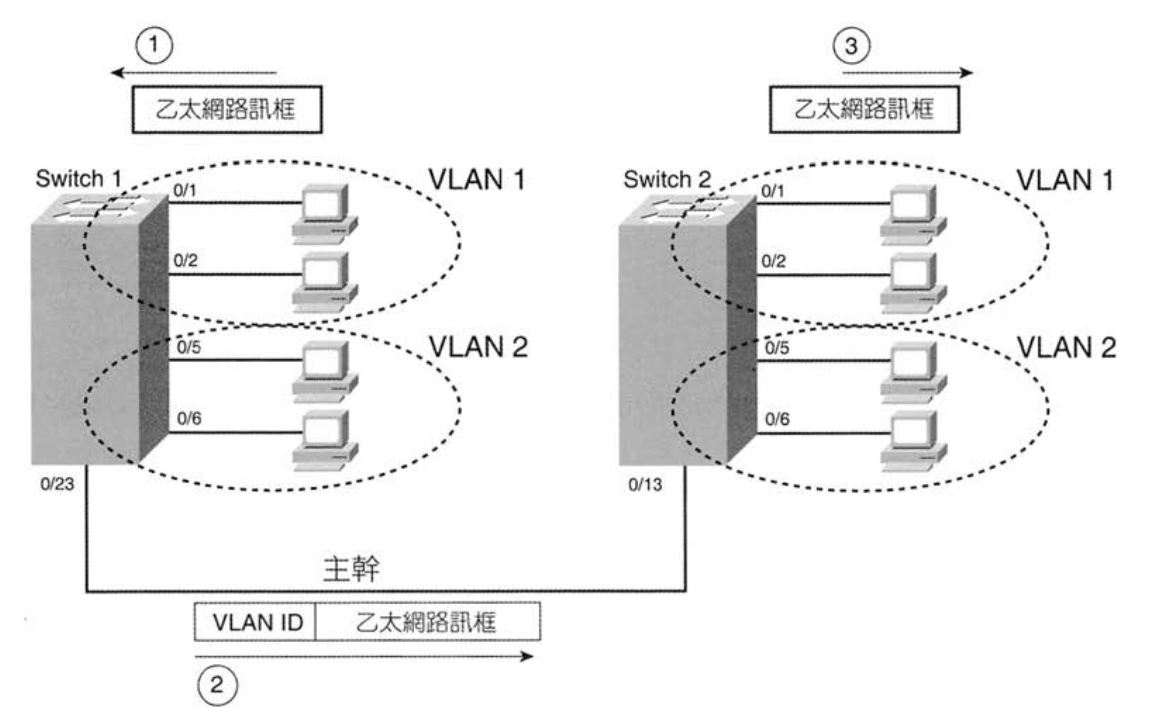 ①
③
乙太網路訊框
乙太網路訊框
Switch 1
0/1
VLAN 1
0/2
0/5
VLAN 2
0/6
0/23
Switch 2
0/1
VLAN 1
0/2
0/5
VLAN 2
0/6
0/13
主幹
VLAN ID 乙太網路訊框
②